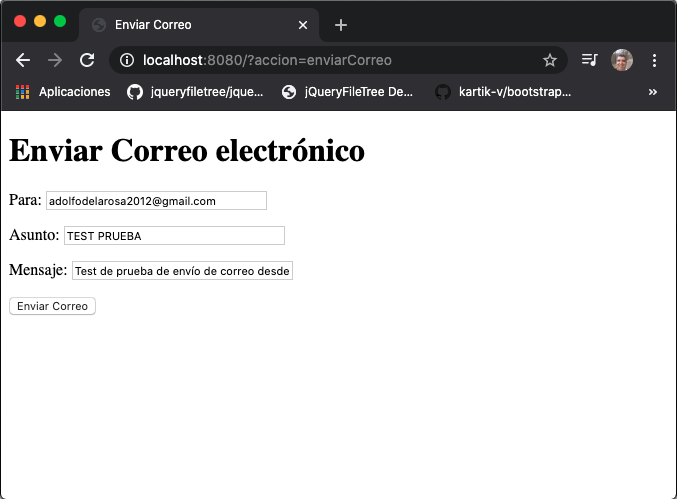 Enviar Correo
localhost:8080/?accion=enviarCorreo
Aplicaciones jqueryfiletree/jque... jQueryFileTree De... kartik-v/bootstrap... »
Enviar Correo electrónico
Para: adolfodelarosa2012@gmail.com
Asunto: TEST PRUEBA
Mensaje: Test de prueba de envío de correo desde
Enviar Correo